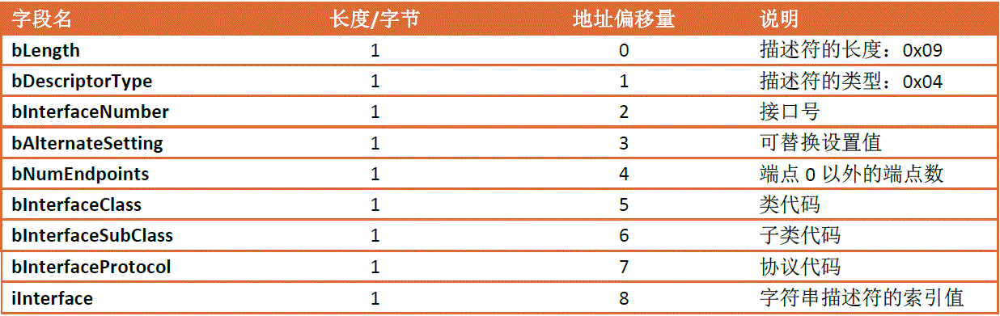 字段名 长度/字节 地址偏移量 说明
bLength 1 0 描述符的长度：0x09
bDescriptorType 1 1 描述符的类型：0x04
bInterfaceNumber 1 2 接口号
bAlternateSetting 1 3 可替换设置值
bNumEndpoints 1 4 端点 0 以外的端点数
bInterfaceClass 1 5 类代码
bInterfaceSubClass 1 6 子类代码
bInterfaceProtocol 1 7 协议代码
iInterface 1 8 字符串描述符的索引值